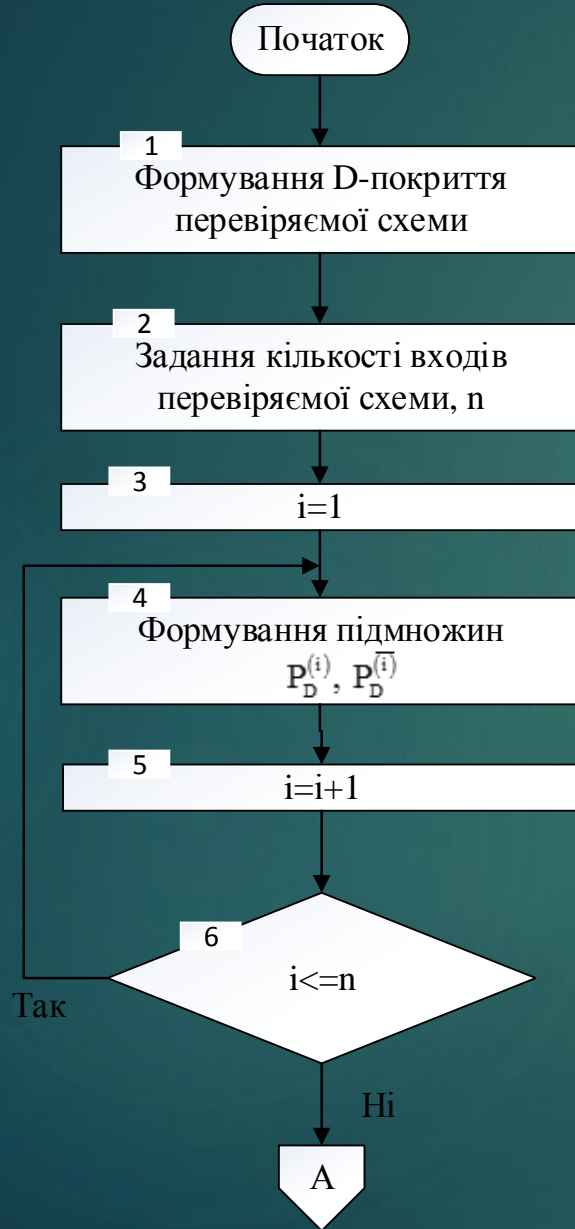 Початок
1
Формування D-покриття
перевіряємої схеми
2
Задання кількості входів
перевіряємої схеми, n
3
i=1
4
Формування підмножин
P_D^{(i)}, P_D^{(\overline{i})}
5
i=i+1
6
i<=n
Так
Ні
А